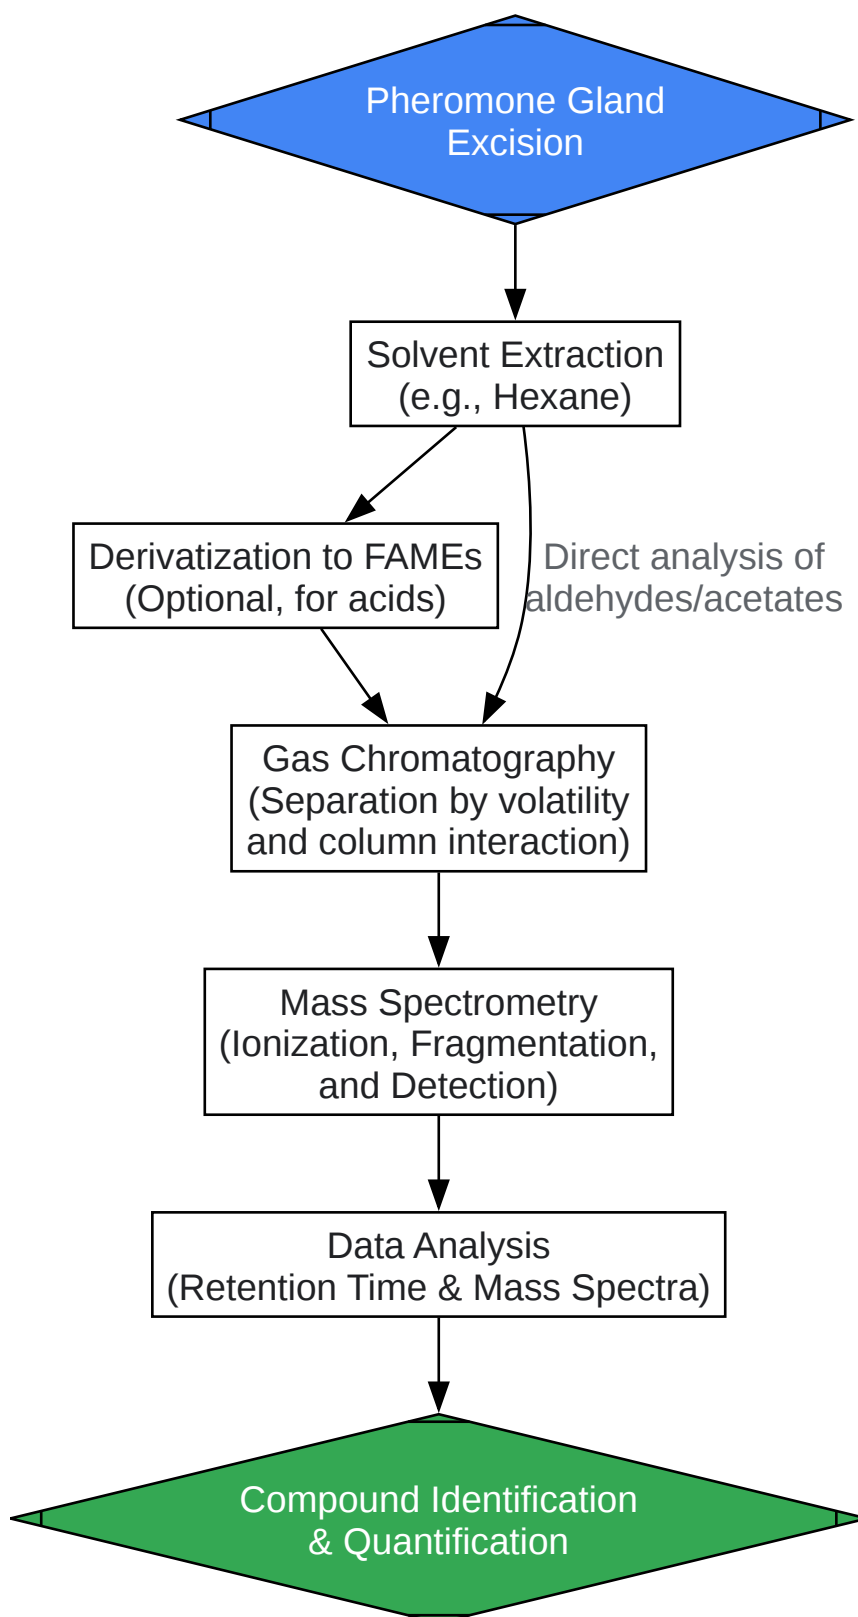 Pheromone Gland
Excision
Solvent Extraction
(e.g., Hexane)
Derivatization to FAMEs
(Optional, for acids)
Direct analysis of
aldehydes/acetates
Gas Chromatography
(Separation by volatility
and column interaction)
Mass Spectrometry
(Ionization, Fragmentation,
and Detection)
Data Analysis
(Retention Time & Mass Spectra)
Compound Identification
& Quantification